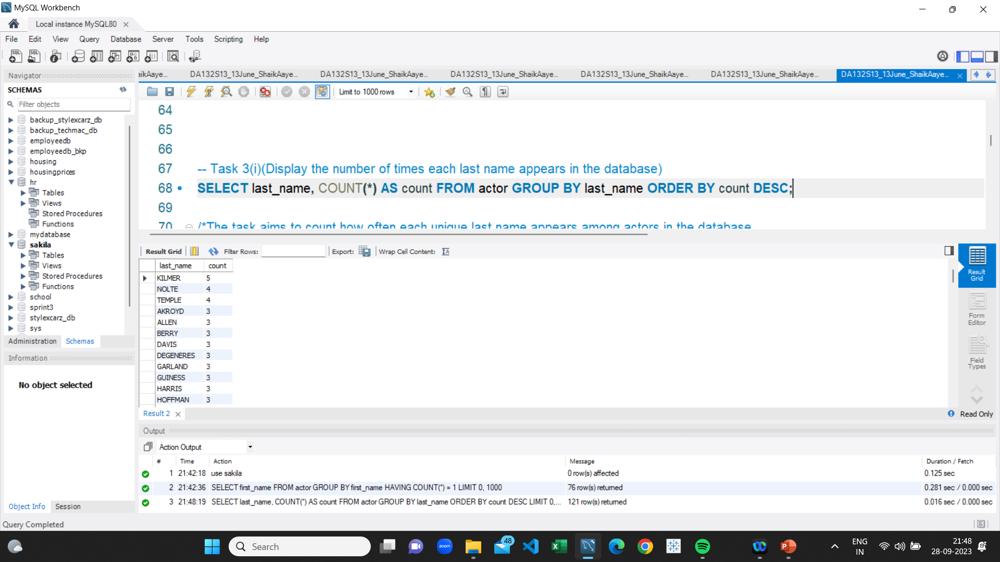 MySQL Workbench
Local instance MySQL80
File Edit View Query Database Server Tools Scripting Help
Navigator
SCHEMAS
Filter objects
backup_stylexcarz_db
backup_techmac_db
employeedb
employeedb_bkp
housing
housingprices
hr
Tables
Views
Stored Procedures
Functions
mydatabase
sakila
Tables
Views
Stored Procedures
Functions
school
sprint3
stylexcarz_db
sys
Administration Schemas
Information
No object selected
Object Info Session
aikAaye... DA132S13_13June_ShaikAaye... DA132S13_13June_ShaikAaye... DA132S13_13June_ShaikAaye... DA132S13_13June_ShaikAaye... DA132S13_13June_ShaikAaye... DA132S13_13June_ShaikAaye...
Limit to 1000 rows
64
65
66
67 -- Task 3(i)(Display the number of times each last name appears in the database)
68 SELECT last_name, COUNT(*) AS count FROM actor GROUP BY last_name ORDER BY count DESC;
69
70 /*The task aims to count how often each unique last name appears among actors in the database
Result Grid Filter Rows: Export: Wrap Cell Content:
last_name count
KILMER 5
NOLTE 4
TEMPLE 4
AKROYD 3
ALLEN 3
BERRY 3
DAVIS 3
DEGENERES 3
GARLAND 3
GUINESS 3
HARRIS 3
HOFFMAN 3
Result Grid
Form Editor
Field Types
Result 2
Read Only
Output
Action Output
# Time Action Message Duration / Fetch
1 21:42:18 use sakila 0 row(s) affected 0.125 sec
2 21:42:36 SELECT first_name FROM actor GROUP BY first_name HAVING COUNT(*) = 1 LIMIT 0, 1000 76 row(s) returned 0.281 sec / 0.000 sec
3 21:48:19 SELECT last_name, COUNT(*) AS count FROM actor GROUP BY last_name ORDER BY count DESC LIMIT 0,... 121 row(s) returned 0.016 sec / 0.000 sec
Query Completed
Search
zoom
48
ENG
IN
21:48
28-09-2023